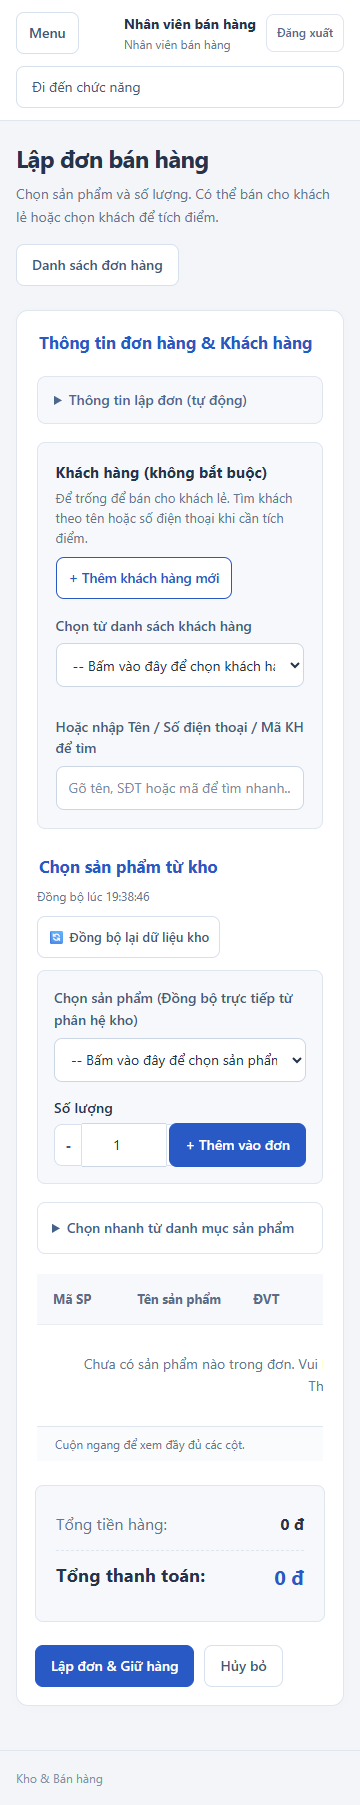 Menu
Nhân viên bán hàng
Nhân viên bán hàng
Đăng xuất
Đi đến chức năng
Lập đơn bán hàng
Chọn sản phẩm và số lượng. Có thể bán cho khách
lẻ hoặc chọn khách để tích điểm.
Danh sách đơn hàng
Thông tin đơn hàng & Khách hàng
▶ Thông tin lập đơn (tự động)
Khách hàng (không bắt buộc)
Để trống để bán cho khách lẻ. Tìm khách
theo tên hoặc số điện thoại khi cần tích
điểm.
+ Thêm khách hàng mới
Chọn từ danh sách khách hàng
-- Bấm vào đây để chọn khách hà
Hoặc nhập Tên / Số điện thoại / Mã KH
để tìm
Gõ tên, SĐT hoặc mã để tìm nhanh..
Chọn sản phẩm từ kho
Đồng bộ lúc 19:38:46
Đồng bộ lại dữ liệu kho
Chọn sản phẩm (Đồng bộ trực tiếp từ
phân hệ kho)
-- Bấm vào đây để chọn sản phẩn
Số lượng
- 1 + Thêm vào đơn
▶ Chọn nhanh từ danh mục sản phẩm
Mã SP Tên sản phẩm ĐVT
Chưa có sản phẩm nào trong đơn. Vui
Th
Cuộn ngang để xem đầy đủ các cột.
Tổng tiền hàng: 0 đ
Tổng thanh toán: 0 đ
Lập đơn & Giữ hàng
Hủy bỏ
Kho & Bán hàng